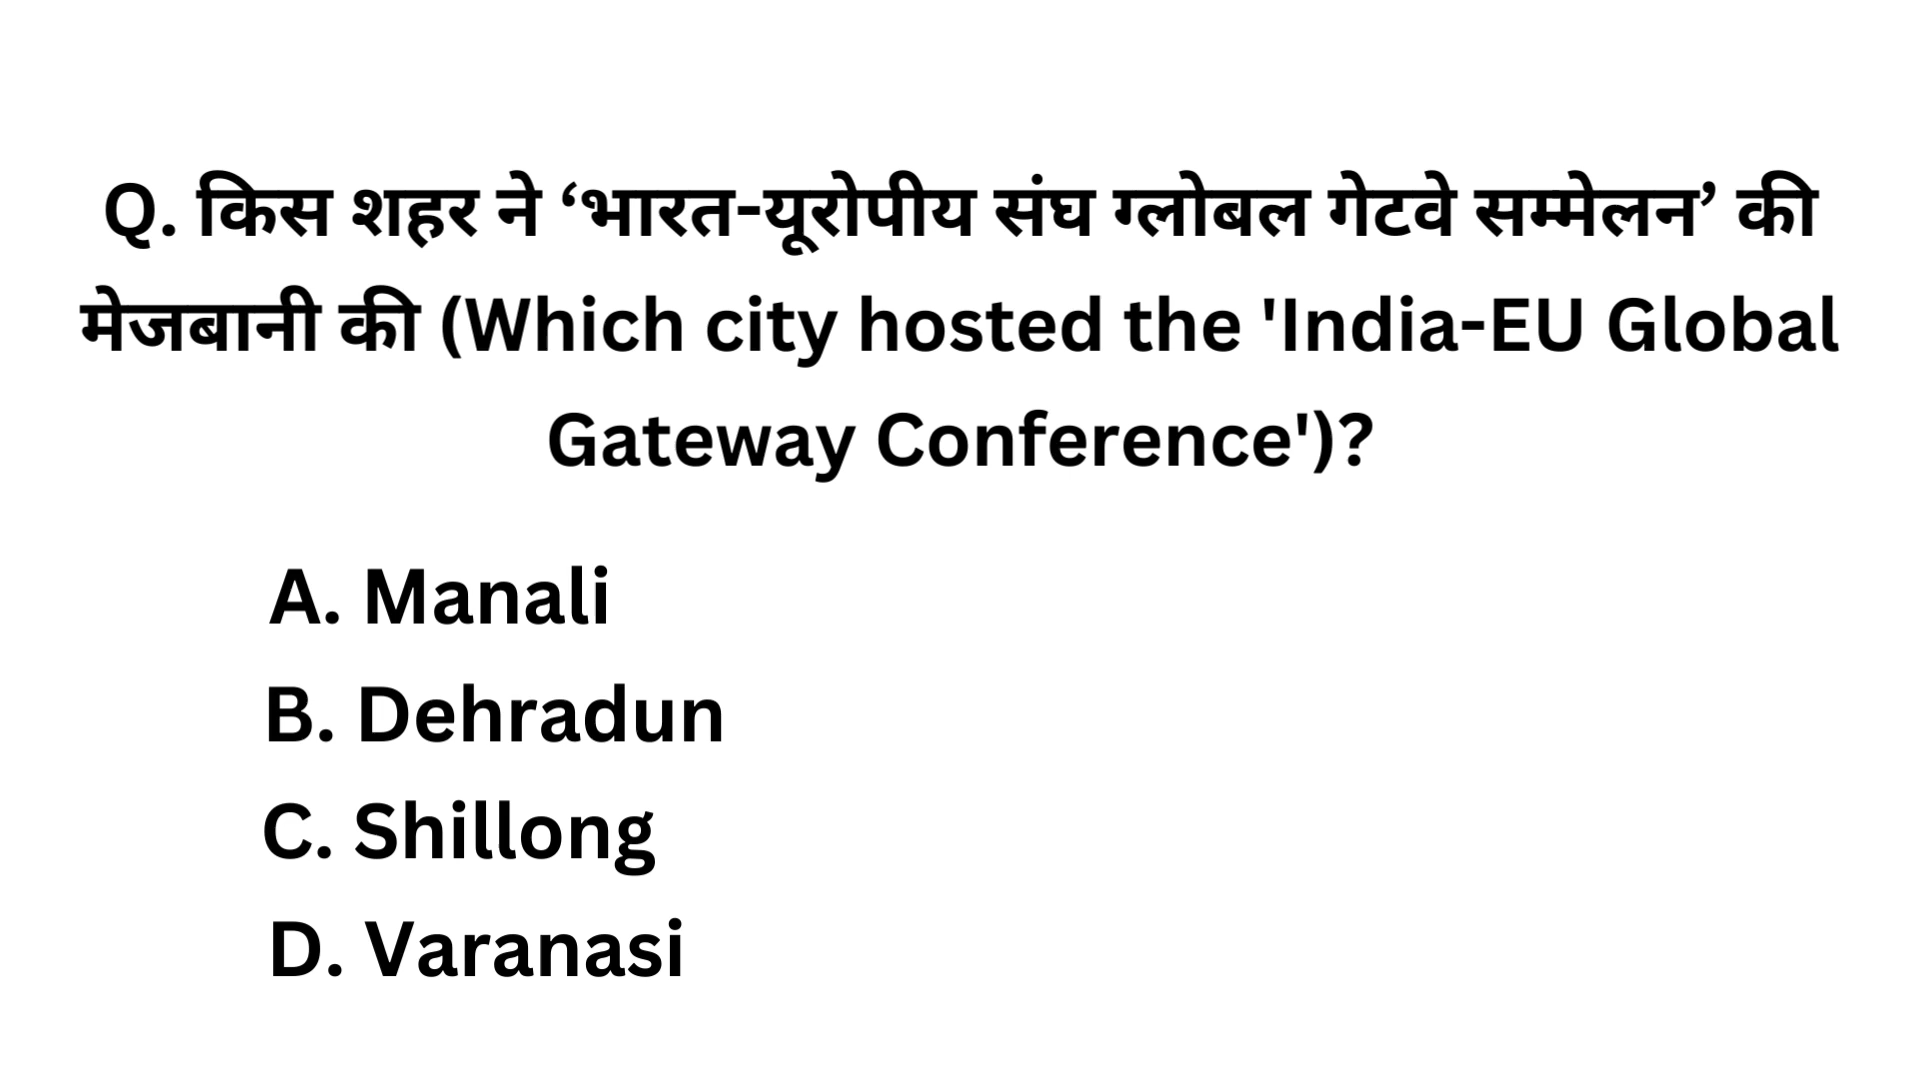 Q. किस शहर ने ‘भारत-यूरोपीय संघ ग्लोबल गेटवे सम्मेलन’ की
मेजबानी की (Which city hosted the 'India-EU Global
Gateway Conference')?
A. Manali
B. Dehradun
C. Shillong
D. Varanasi